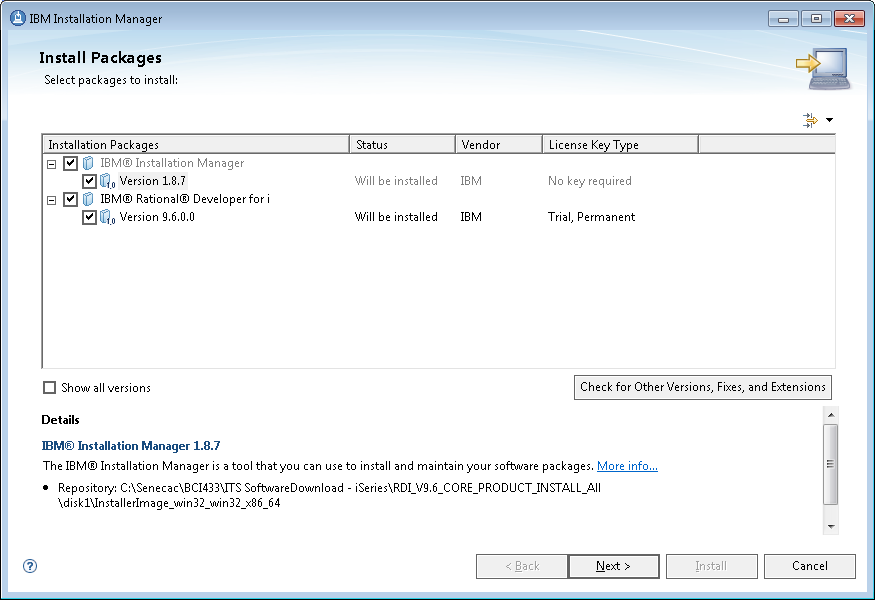 IBM Installation Manager
Install Packages
Select packages to install:
Installation Packages Status Vendor License Key Type
IBM® Installation Manager
Version 1.8.7 Will be installed IBM No key required
IBM® Rational® Developer for i
Version 9.6.0.0 Will be installed IBM Trial, Permanent
Show all versions
Check for Other Versions, Fixes, and Extensions
Details
IBM® Installation Manager 1.8.7
The IBM® Installation Manager is a tool that you can use to install and maintain your software packages. More info...
• Repository: C:\Senecac\BCI433\ITS SoftwareDownload - iSeries\RDI_V9.6_CORE_PRODUCT_INSTALL_All
\disk1\InstallerImage_win32_win32_x86_64
? < Back Next > Install Cancel